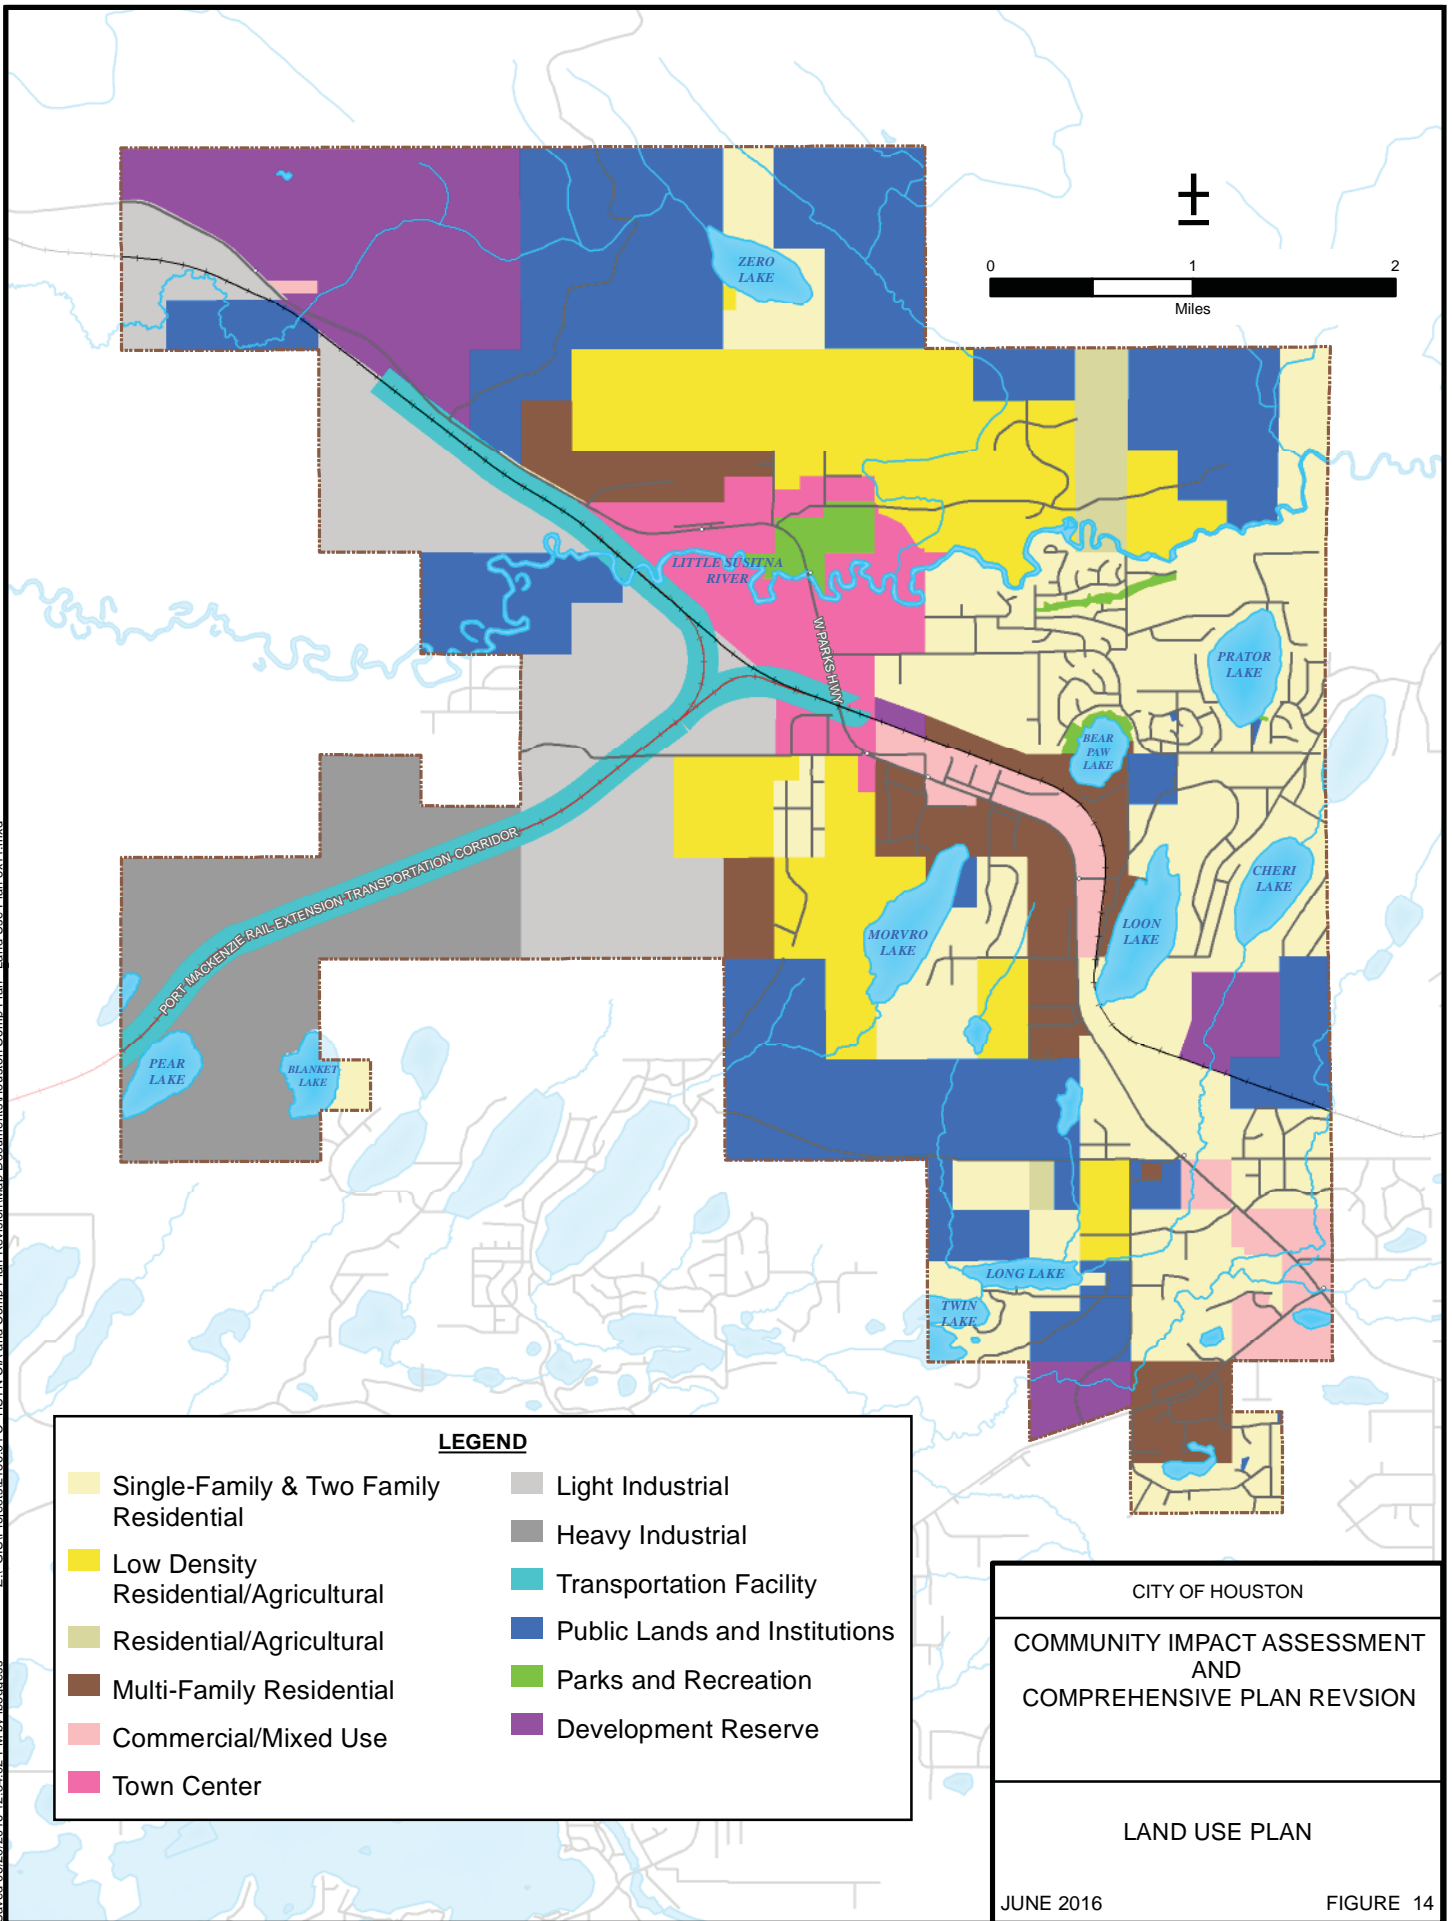 0 1 2
Miles
ZERO
LAKE
LITTLE SUSITNA
RIVER
W PARKS HWY
PRATOR
LAKE
BEAR
PAW
LAKE
CHERI
LAKE
LOON
LAKE
MORVRO
LAKE
PORT MACKENZIE RAIL EXTENSION TRANSPORTATION CORRIDOR
PEAR
LAKE
BLANKET
LAKE
LONG LAKE
TWIN
LAKE
LEGEND
Single-Family & Two Family
Residential
Low Density
Residential/Agricultural
Residential/Agricultural
Multi-Family Residential
Commercial/Mixed Use
Town Center
Light Industrial
Heavy Industrial
Transportation Facility
Public Lands and Institutions
Parks and Recreation
Development Reserve
CITY OF HOUSTON
COMMUNITY IMPACT ASSESSMENT
AND
COMPREHENSIVE PLAN REVSION
LAND USE PLAN
JUNE 2016 FIGURE 14